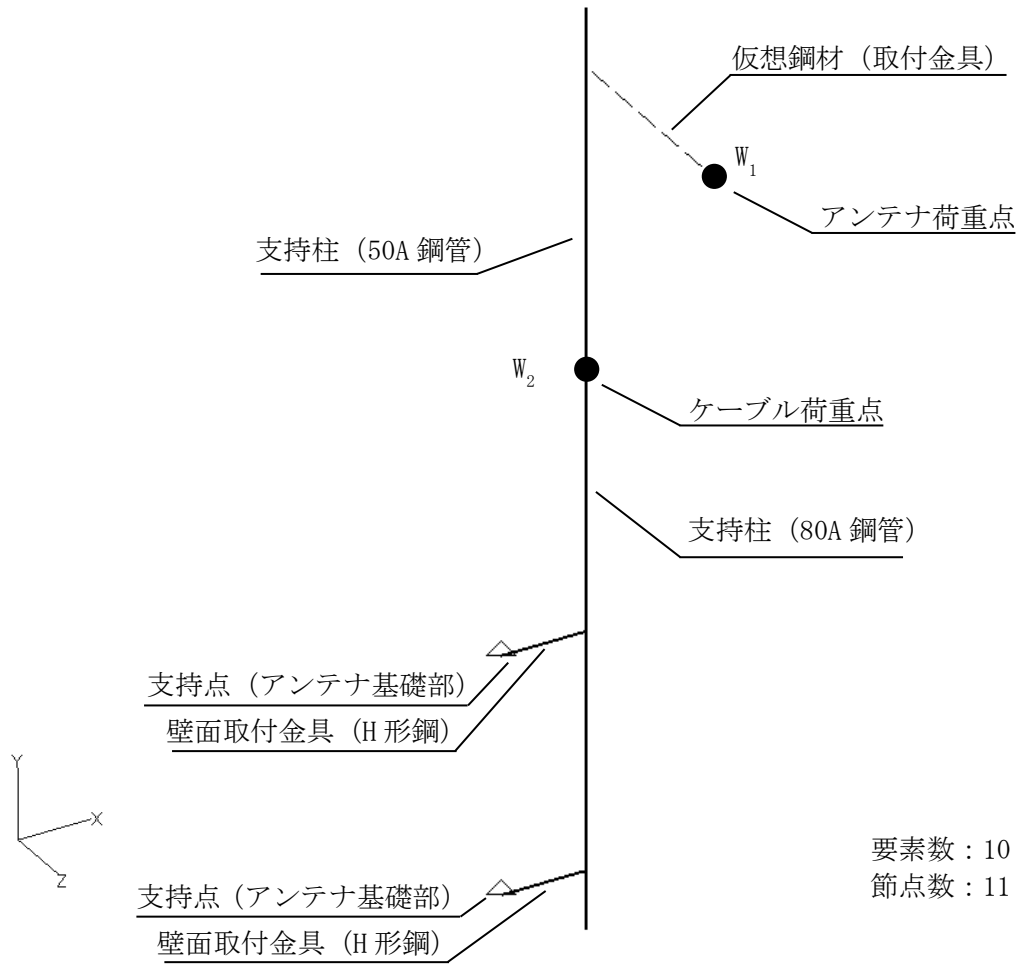 仮想鋼材（取付金具）
W1
アンテナ荷重点
支持柱（50A 鋼管）
W2
ケーブル荷重点
支持柱（80A 鋼管）
支持点（アンテナ基礎部）
壁面取付金具（H 形鋼）
Y
X
Z
要素数：10
節点数：11
支持点（アンテナ基礎部）
壁面取付金具（H 形鋼）